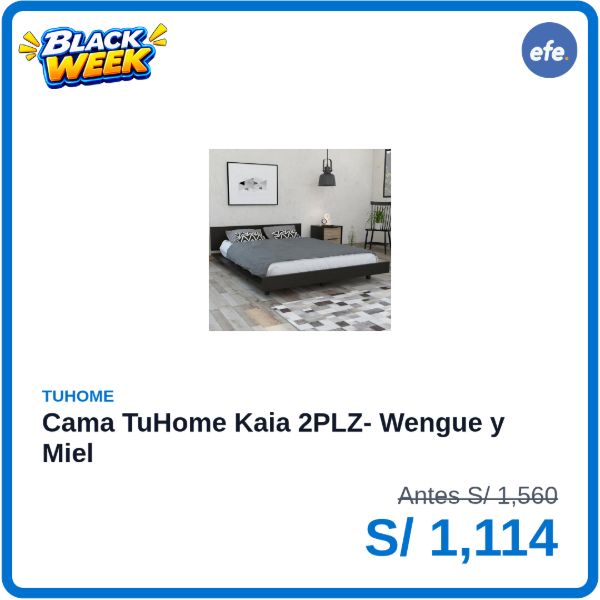 BLACK
WEEK
efe.
TUHOME
Cama TuHome Kaia 2PLZ- Wengue y
Miel
Antes S/ 1,560
S/ 1,114